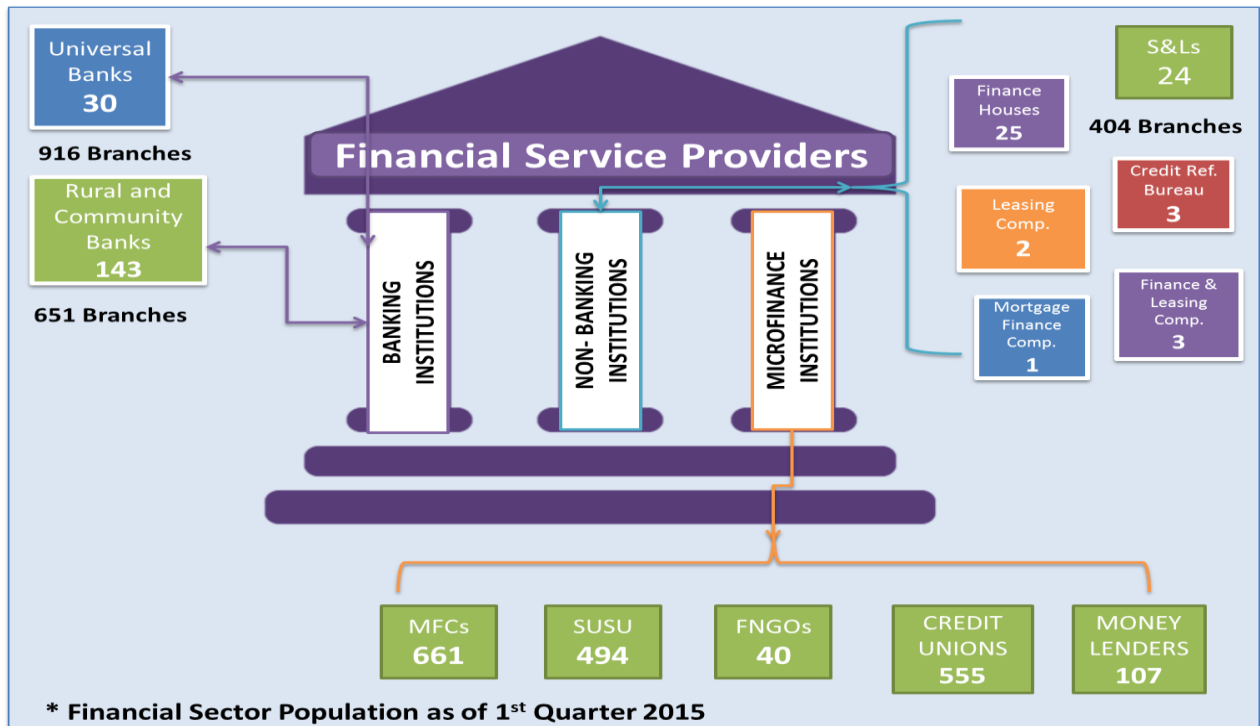 Universal
Banks
30
916 Branches
Rural and
Community
Banks
143
651 Branches
Financial Service Providers
BANKING
INSTITUTIONS
NON- BANKING
INSTITUTIONS
MICROFINANCE
INSTITUTIONS
S&Ls
24
404 Branches
Finance
Houses
25
Credit Ref.
Bureau
3
Leasing
Comp.
2
Finance &
Leasing
Comp.
3
Mortgage
Finance
Comp.
1
MFCs
661
SUSU
494
FNGOs
40
CREDIT
UNIONS
555
MONEY
LENDERS
107
* Financial Sector Population as of 1st Quarter 2015